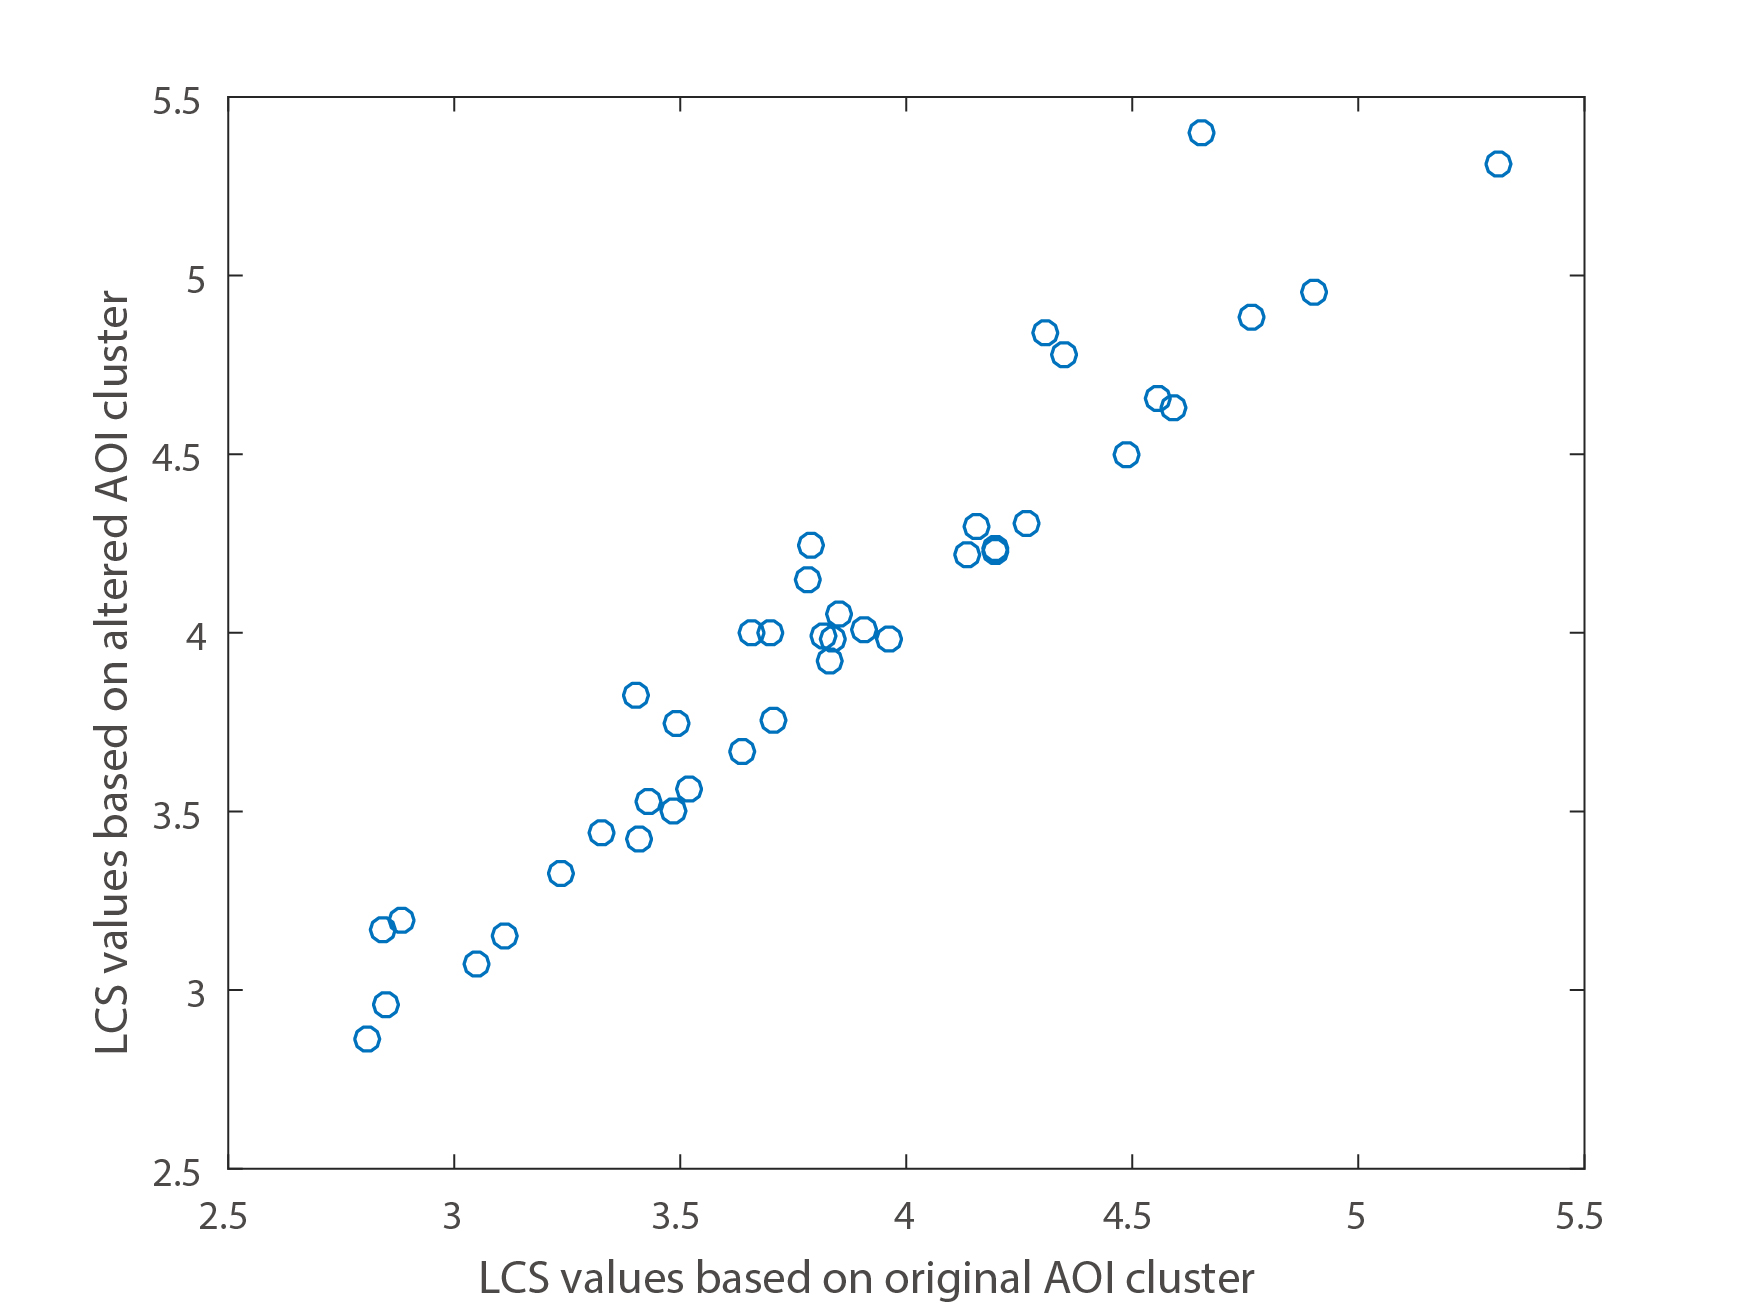 5.5
5
4.5
4
3.5
3
2.5
2.5 3 3.5 4 4.5 5 5.5
LCS values based on altered AOI cluster
LCS values based on original AOI cluster